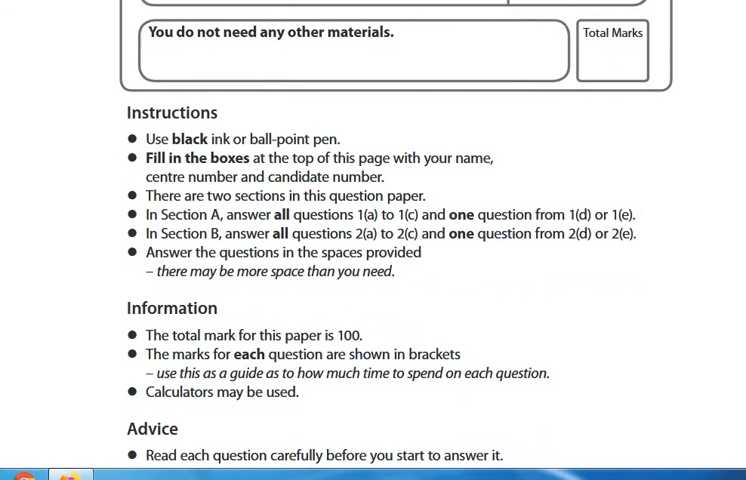 You do not need any other materials.
Total Marks
Instructions
● Use black ink or ball-point pen.
● Fill in the boxes at the top of this page with your name,
centre number and candidate number.
● There are two sections in this question paper.
● In Section A, answer all questions 1(a) to 1(c) and one question from 1(d) or 1(e).
● In Section B, answer all questions 2(a) to 2(c) and one question from 2(d) or 2(e).
● Answer the questions in the spaces provided
– there may be more space than you need.
Information
● The total mark for this paper is 100.
● The marks for each question are shown in brackets
– use this as a guide as to how much time to spend on each question.
● Calculators may be used.
Advice
● Read each question carefully before you start to answer it.